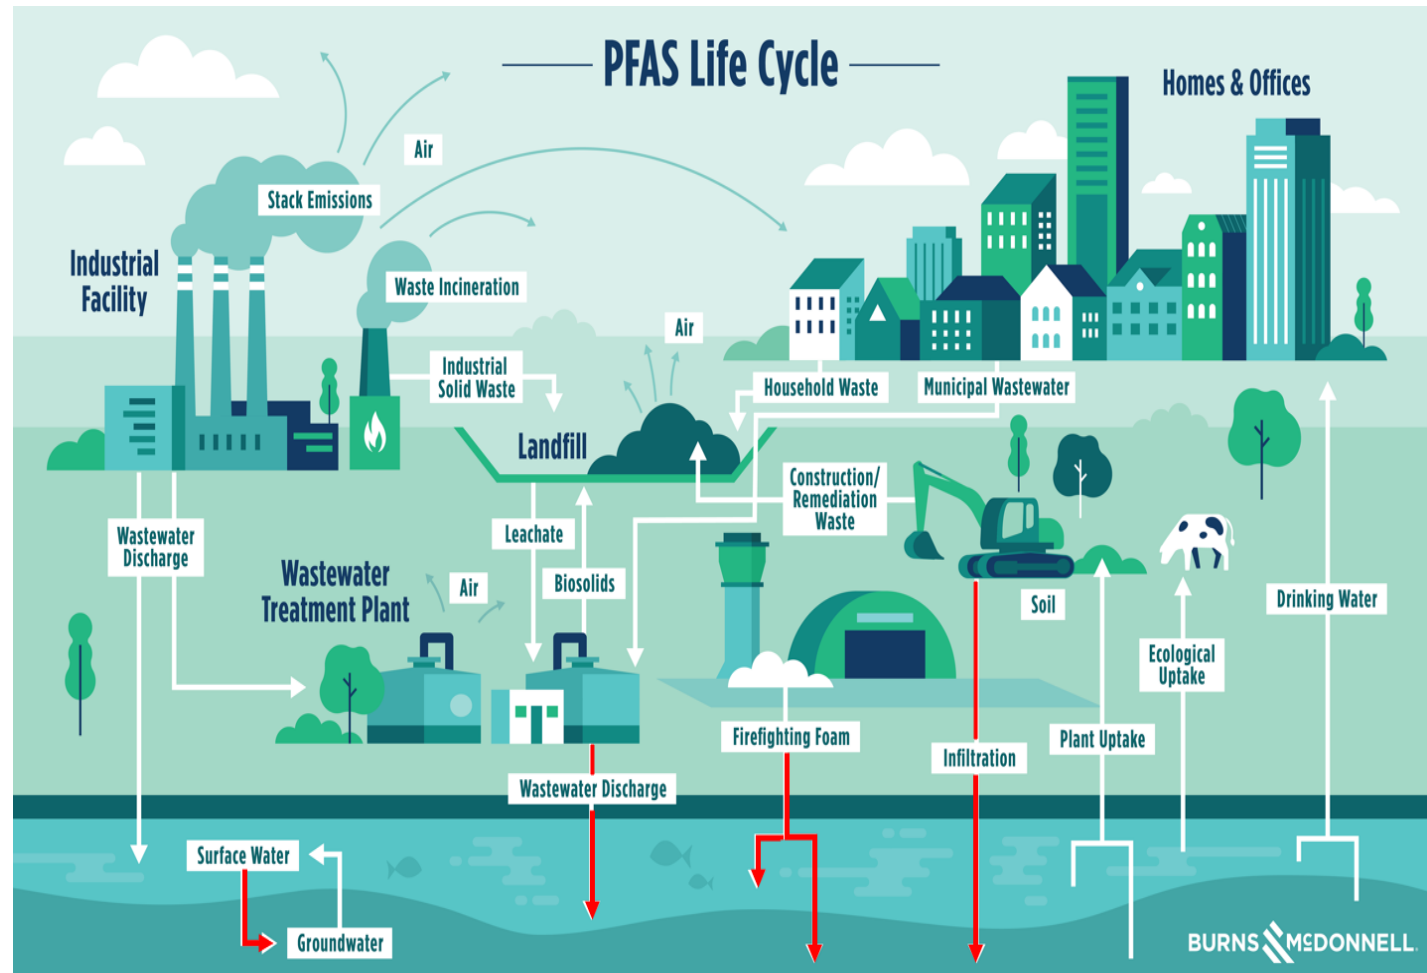 PFAS Life Cycle
Homes & Offices
Air
Stack Emissions
Industrial
Facility
Waste Incineration
Air
Industrial
Solid Waste
Household Waste
Municipal Wastewater
Landfill
Construction/
Remediation
Waste
Wastewater
Discharge
Leachate
Biosolids
Wastewater
Treatment Plant
Air
Soil
Drinking Water
Ecological
Uptake
Firefighting Foam
Infiltration
Plant Uptake
Wastewater Discharge
Surface Water
Groundwater
BURNS McDONNELL